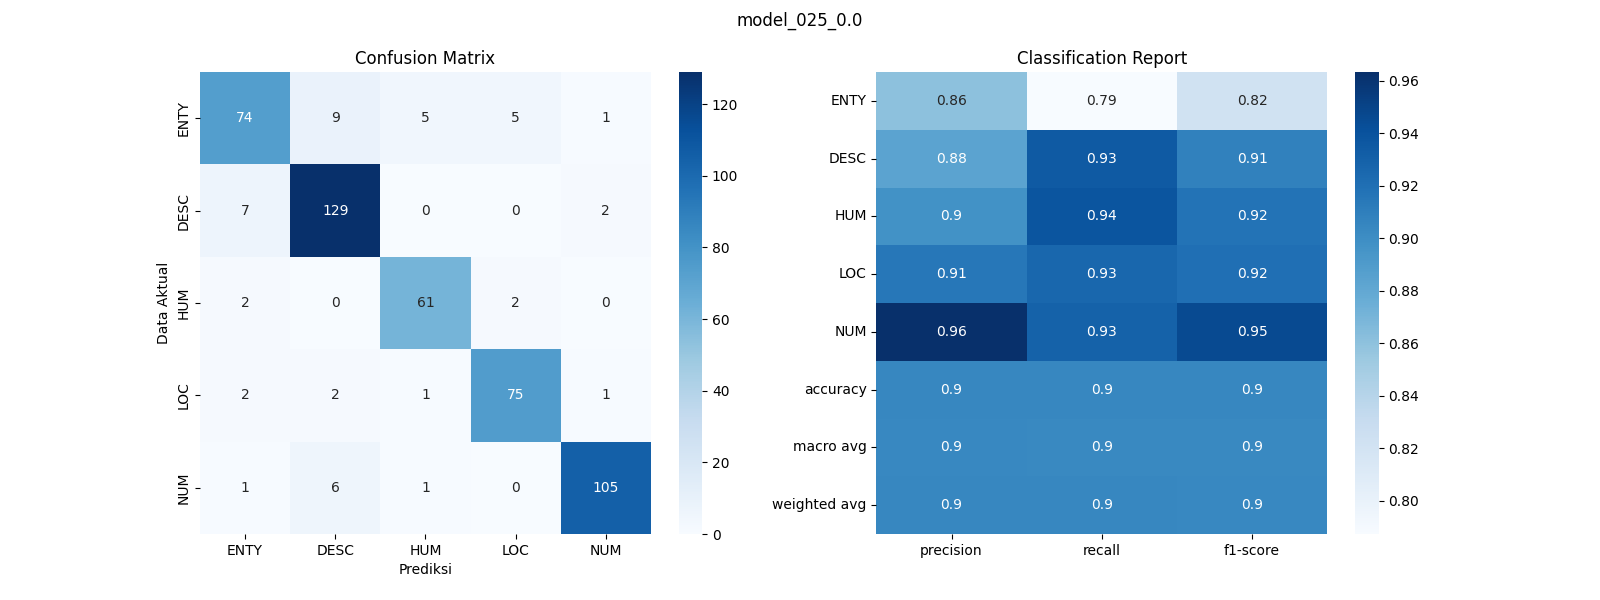 model_025_0.0
Confusion Matrix
Data Aktual
ENTY 74 9 5 5 1
DESC 7 129 0 0 2
HUM 2 0 61 2 0
LOC 2 2 1 75 1
NUM 1 6 1 0 105
ENTY DESC HUM LOC NUM
Prediksi
120
100
80
60
40
20
0
Classification Report
ENTY 0.86 0.79 0.82
DESC 0.88 0.93 0.91
HUM 0.9 0.94 0.92
LOC 0.91 0.93 0.92
NUM 0.96 0.93 0.95
accuracy 0.9 0.9 0.9
macro avg 0.9 0.9 0.9
weighted avg 0.9 0.9 0.9
precision recall f1-score
0.96
0.94
0.92
0.90
0.88
0.86
0.84
0.82
0.80